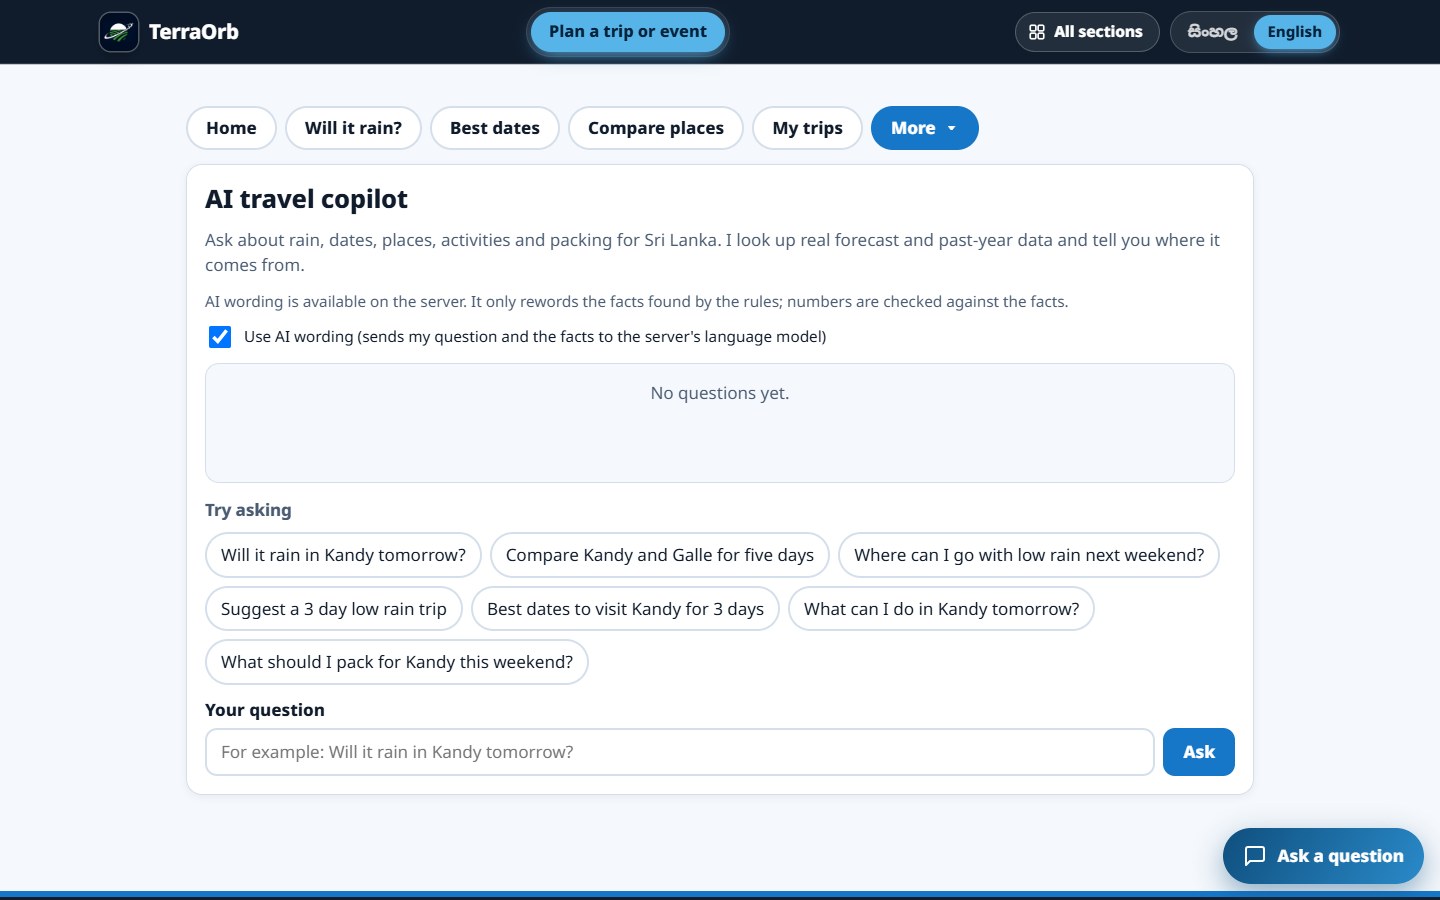 TerraOrb
Plan a trip or event
All sections
සිංහල
English
Home
Will it rain?
Best dates
Compare places
My trips
More
AI travel copilot
Ask about rain, dates, places, activities and packing for Sri Lanka. I look up real forecast and past-year data and tell you where it
comes from.
AI wording is available on the server. It only rewords the facts found by the rules; numbers are checked against the facts.
Use AI wording (sends my question and the facts to the server's language model)
No questions yet.
Try asking
Will it rain in Kandy tomorrow?
Compare Kandy and Galle for five days
Where can I go with low rain next weekend?
Suggest a 3 day low rain trip
Best dates to visit Kandy for 3 days
What can I do in Kandy tomorrow?
What should I pack for Kandy this weekend?
Your question
For example: Will it rain in Kandy tomorrow?
Ask
Ask a question